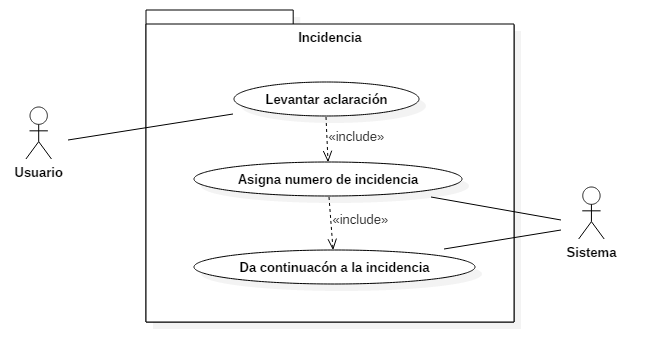 Incidencia
Levantar aclaración
«include»
Usuario
Asigna numero de incidencia
«include»
Sistema
Da continuacón a la incidencia